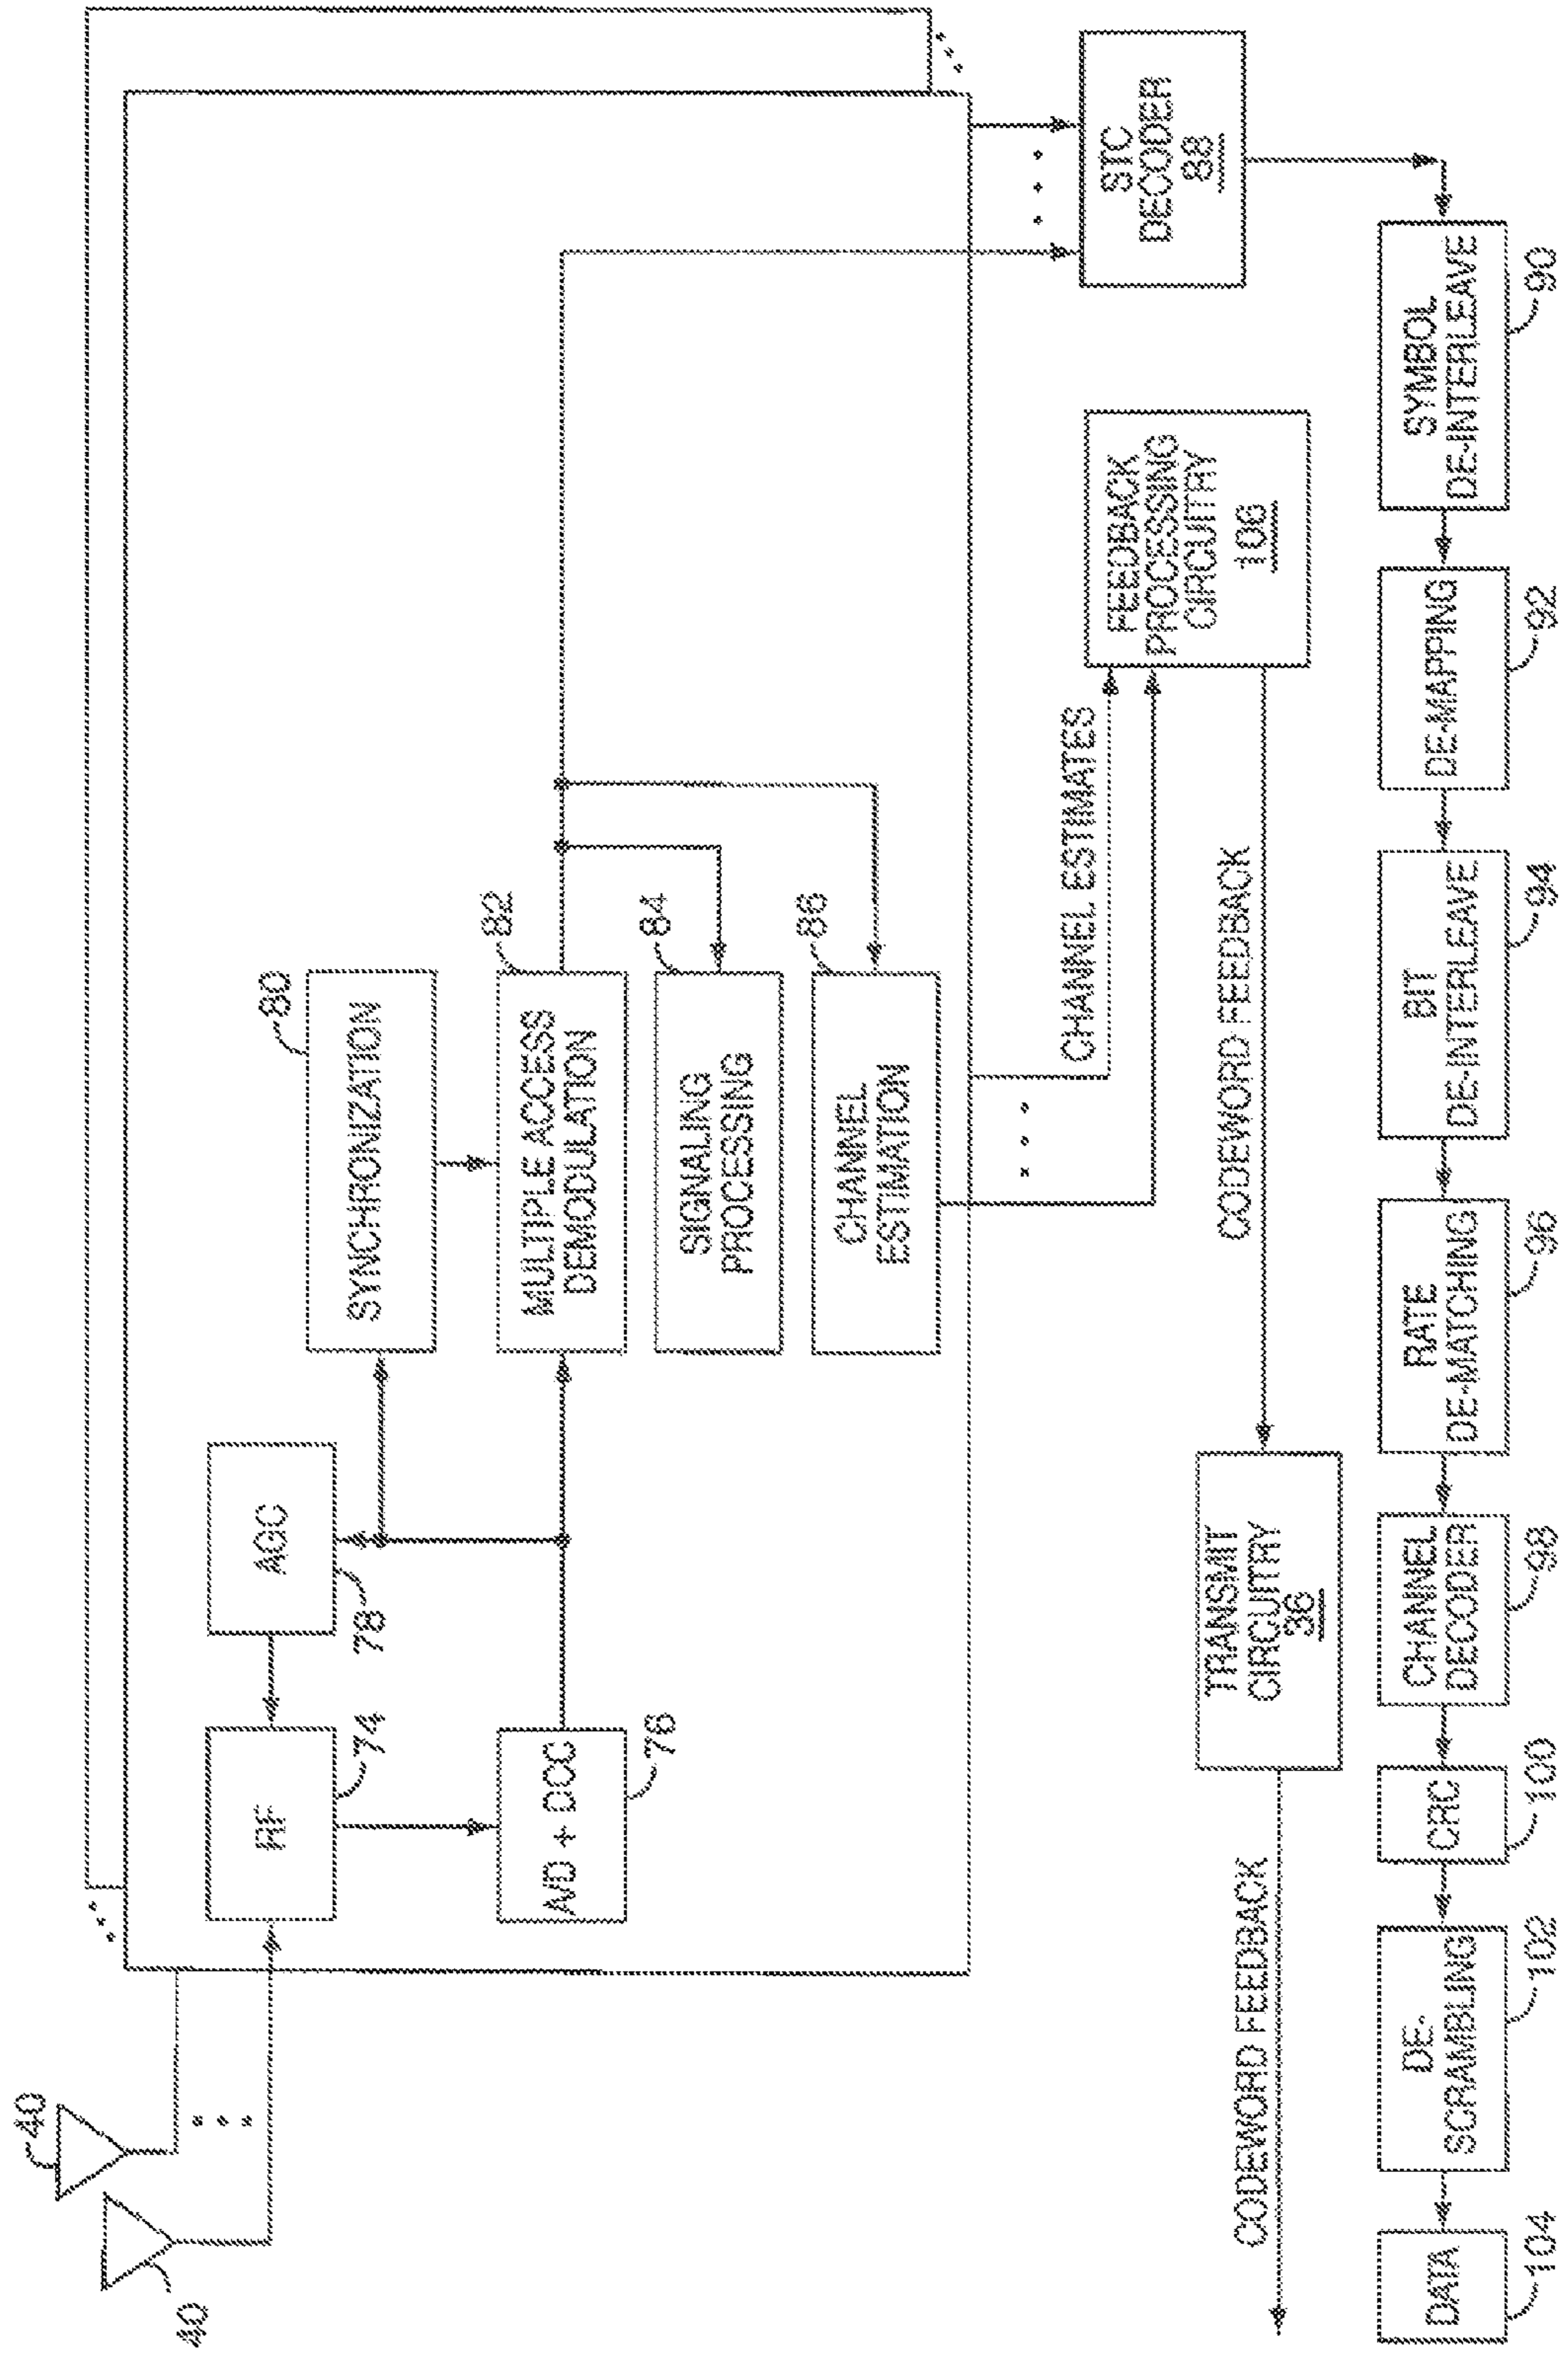 40
40
RF
74
AGC
78
A/D + DCC
76
SYNCHRONIZATION
80
MULTIPLE ACCESS
DEMODULATION
82
SIGNALING
PROCESSING
84
CHANNEL
ESTIMATION
86
STC
DECODER
88
CHANNEL ESTIMATES
FEEDBACK
PROCESSING
CIRCUITRY
106
CODEWORD FEEDBACK
TRANSMIT
CIRCUITRY
36
CODEWORD FEEDBACK
DATA
104
DE-
SCRAMBLING
102
CRC
100
CHANNEL
DECODER
98
RATE
DE-MATCHING
96
BIT
DE-INTERLEAVE
94
DE-MAPPING
92
SYMBOL
DE-INTERLEAVE
90